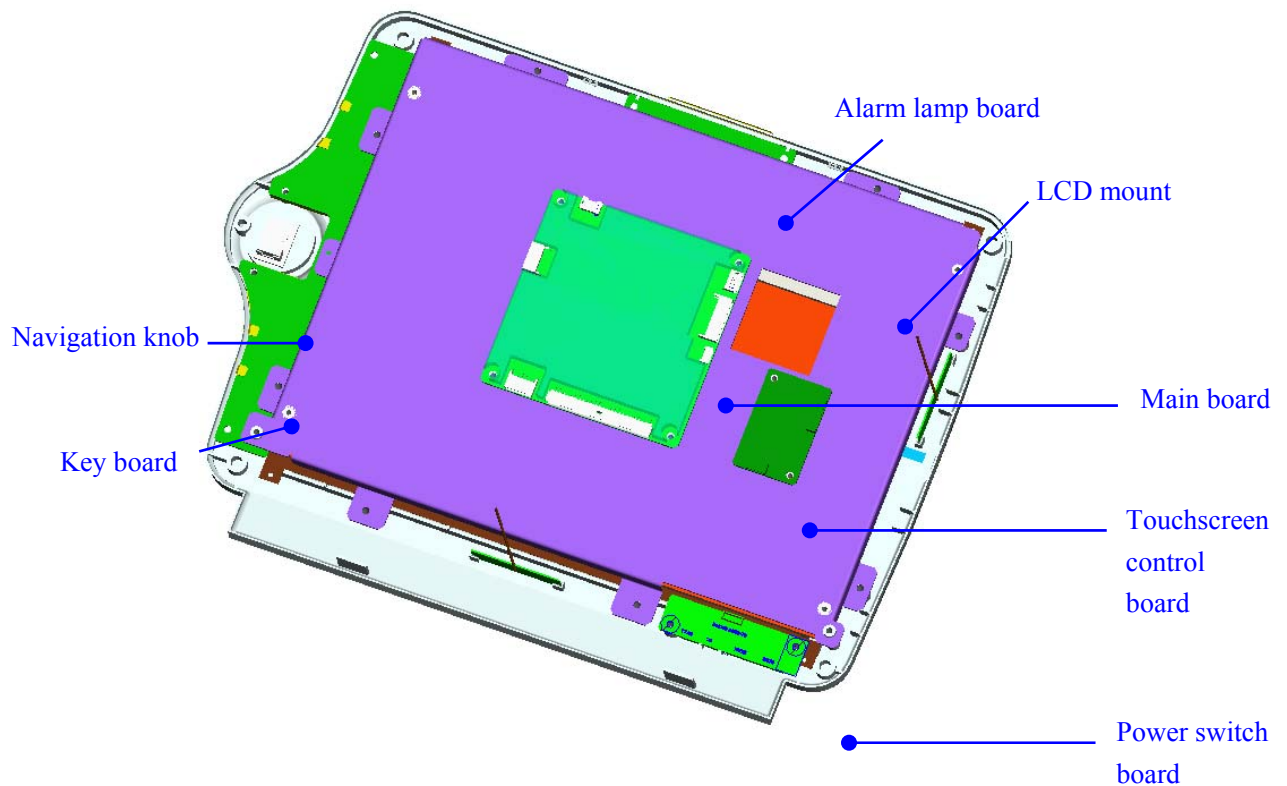 Alarm lamp board
LCD mount
Navigation knob
Main board
Key board
Touchscreen
control
board
Power switch
board